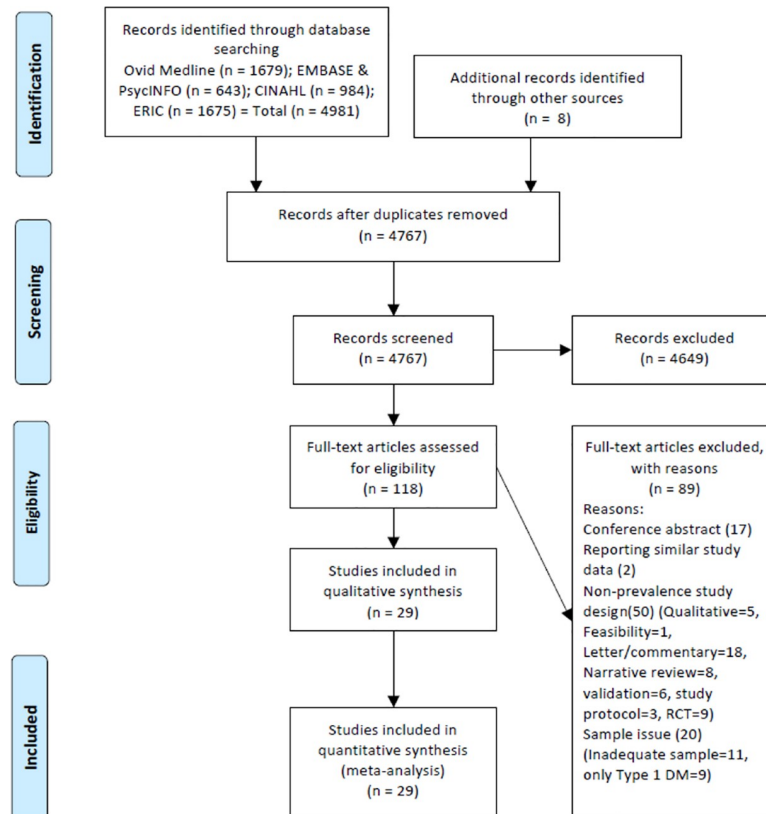 Identification
Records identified through database
searching
Ovid Medline (n = 1679); EMBASE &
PsycINFO (n = 643); CINAHL (n = 984);
ERIC (n = 1675) = Total (n = 4981)
Additional records identified
through other sources
(n = 8)
Records after duplicates removed
(n = 4767)
Screening
Records screened
(n = 4767)
Records excluded
(n = 4649)
Eligibility
Full-text articles assessed
for eligibility
(n = 118)
Full-text articles excluded,
with reasons
(n = 89)
Reasons:
Conference abstract (17)
Reporting similar study
data (2)
Non-prevalence study
design(50) (Qualitative=5,
Feasibility=1,
Letter/commentary=18,
Narrative review=8,
validation=6, study
protocol=3, RCT=9)
Sample issue (20)
(Inadequate sample=11,
only Type 1 DM=9)
Studies included in
qualitative synthesis
(n = 29)
Included
Studies included in
quantitative synthesis
(meta-analysis)
(n = 29)